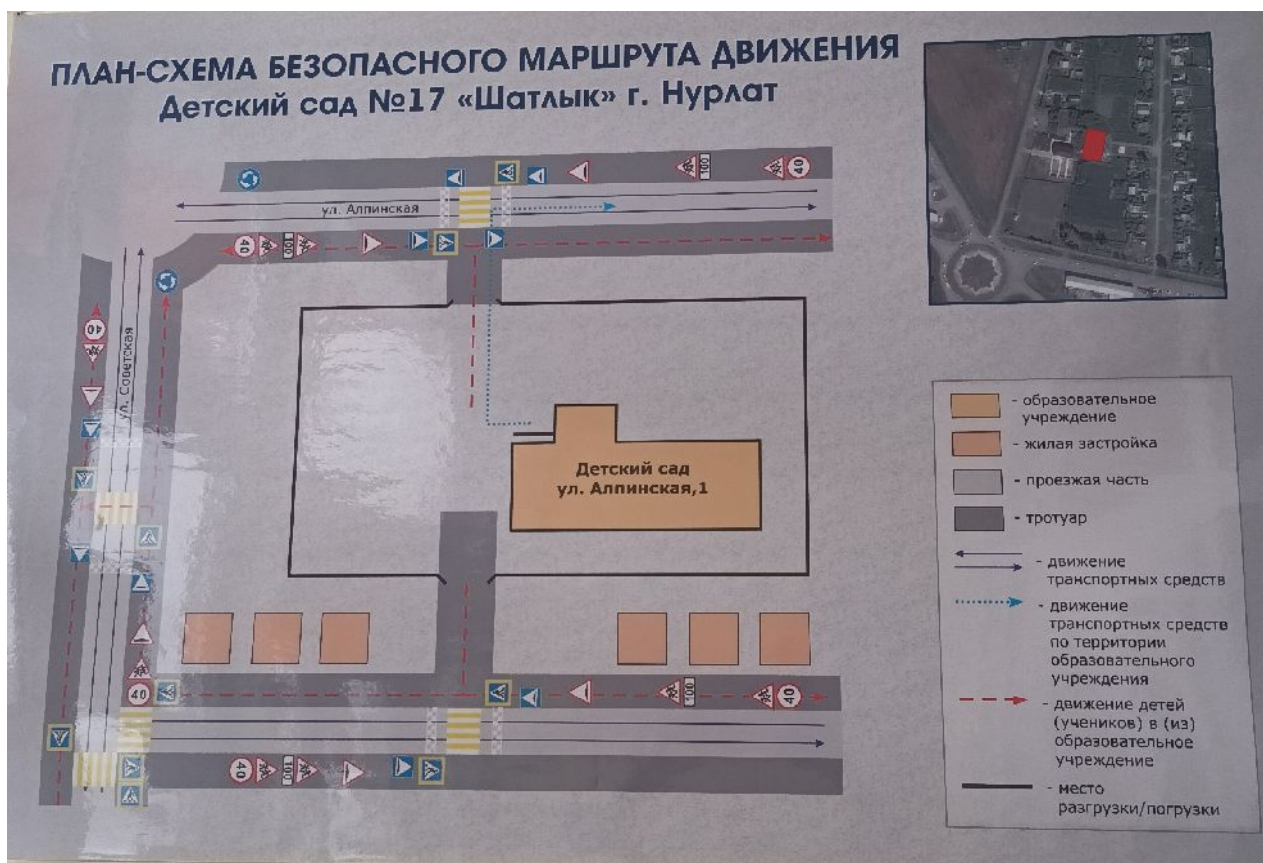 ПЛАН-СХЕМА БЕЗОПАСНОГО МАРШРУТА ДВИЖЕНИЯ
Детский сад №17 «Шатлык» г. Нурлат
ул. Алпинская
100
40
40
100
40
ул. Советская
Детский сад
ул. Алпинская,1
40
100
40
40
100
- образовательное
учреждение
- жилая застройка
- проезжая часть
- тротуар
- движение
транспортных средств
- движение
транспортных средств
по территории
образовательного
учреждения
- движение детей
(учеников) в (из)
образовательное
учреждение
- место
разгрузки/погрузки